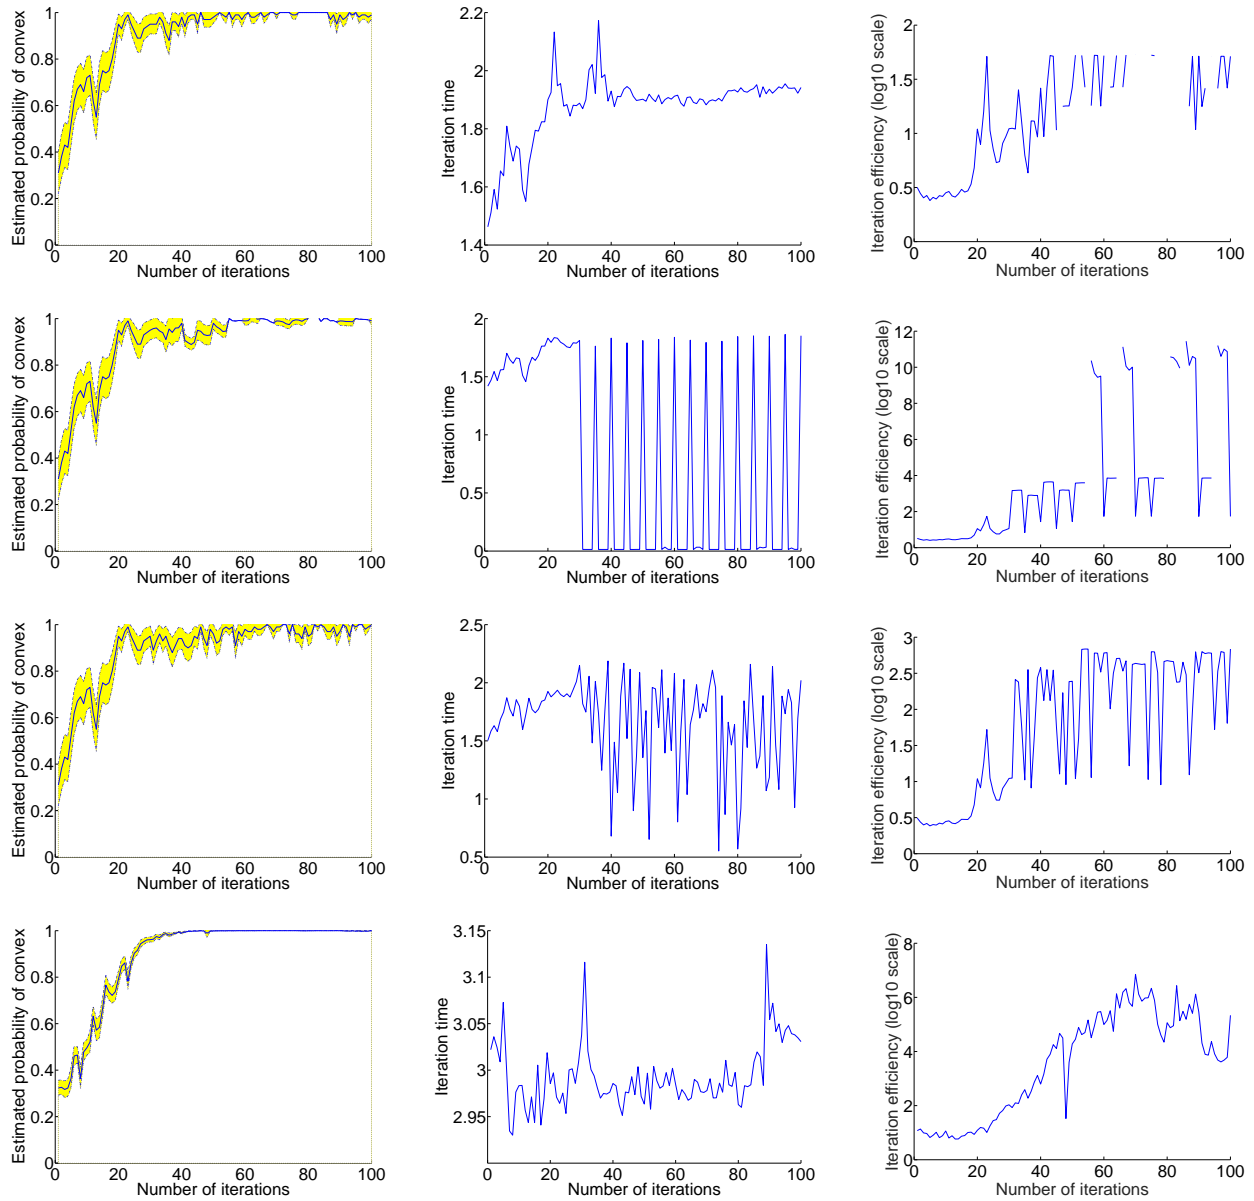 Estimated probability of convex
1
0.8
0.6
0.4
0.2
0
0 20 40 60 80 100
Number of iterations
Iteration time
2.2
2
1.8
1.6
1.4
0 20 40 60 80 100
Number of iterations
Iteration efficiency (log10 scale)
2
1.5
1
0.5
0
0 20 40 60 80 100
Number of iterations
Estimated probability of convex
1
0.8
0.6
0.4
0.2
0
0 20 40 60 80 100
Number of iterations
Iteration time
2
1.5
1
0.5
0
0 20 40 60 80 100
Number of iterations
Iteration efficiency (log10 scale)
12
10
8
6
4
2
0
0 20 40 60 80 100
Number of iterations
Estimated probability of convex
1
0.8
0.6
0.4
0.2
0
0 20 40 60 80 100
Number of iterations
Iteration time
2.5
2
1.5
1
0.5
0 20 40 60 80 100
Number of iterations
Iteration efficiency (log10 scale)
3
2.5
2
1.5
1
0.5
0
0 20 40 60 80 100
Number of iterations
Estimated probability of convex
1
0.8
0.6
0.4
0.2
0
0 20 40 60 80 100
Number of iterations
Iteration time
3.15
3.1
3.05
3
2.95
0 20 40 60 80 100
Number of iterations
Iteration efficiency (log10 scale)
8
6
4
2
0
0 20 40 60 80 100
Number of iterations